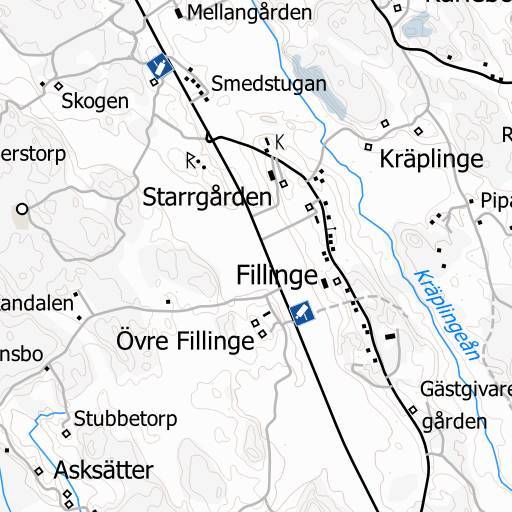 Mellangården
Smedstugan
Skogen
K
Kräplinge
erstorp
R
Starrgården
Pipa
Fillinge
Kräplingeån
andalen
Övre Fillinge
nsbo
Gästgivare
gården
Stubbetorp
Asksätter